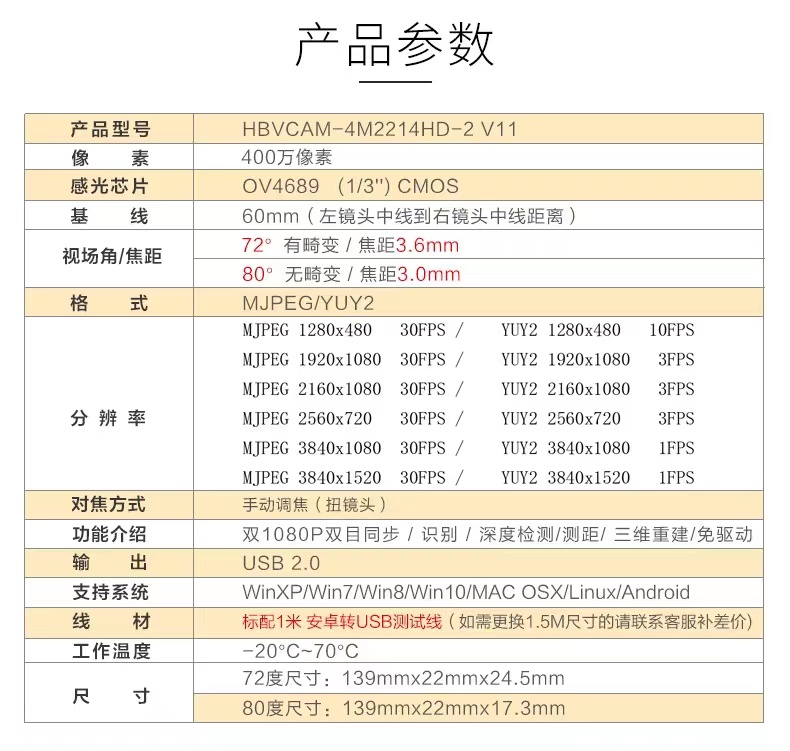 产品参数
产品型号 HBVCAM-4M2214HD-2 V11
像 素 400万像素
感光芯片 OV4689 (1/3") CMOS
基 线 60mm（左镜头中线到右镜头中线距离）
视场角/焦距 72° 有畸变 / 焦距3.6mm
80° 无畸变 / 焦距3.0mm
格 式 MJPEG/YUY2
分 辨 率
MJPEG 1280x480 30FPS / YUY2 1280x480 10FPS
MJPEG 1920x1080 30FPS / YUY2 1920x1080 3FPS
MJPEG 2160x1080 30FPS / YUY2 2160x1080 3FPS
MJPEG 2560x720 30FPS / YUY2 2560x720 3FPS
MJPEG 3840x1080 30FPS / YUY2 3840x1080 1FPS
MJPEG 3840x1520 30FPS / YUY2 3840x1520 1FPS
对焦方式 手动调焦（扭镜头）
功能介绍 双1080P双目同步 / 识别 / 深度检测/测距/ 三维重建/免驱动
输 出 USB 2.0
支持系统 WinXP/Win7/Win8/Win10/MAC OSX/Linux/Android
线 材 标配1米 安卓转USB测试线（如需更换1.5M尺寸的请联系客服补差价)
工作温度 -20°C~70°C
尺 寸 72度尺寸：139mmx22mmx24.5mm
80度尺寸：139mmx22mmx17.3mm